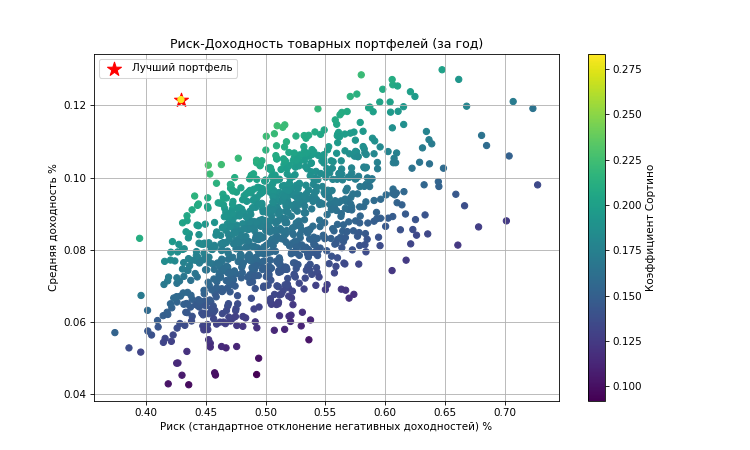 Риск-Доходность товарных портфелей (за год)
Лучший портфель
Средняя доходность %
0.12
0.10
0.08
0.06
0.04
0.40 0.45 0.50 0.55 0.60 0.65 0.70
Риск (стандартное отклонение негативных доходностей) %
0.275
0.250
0.225
0.200
0.175
0.150
0.125
0.100
Коэффициент Сортино